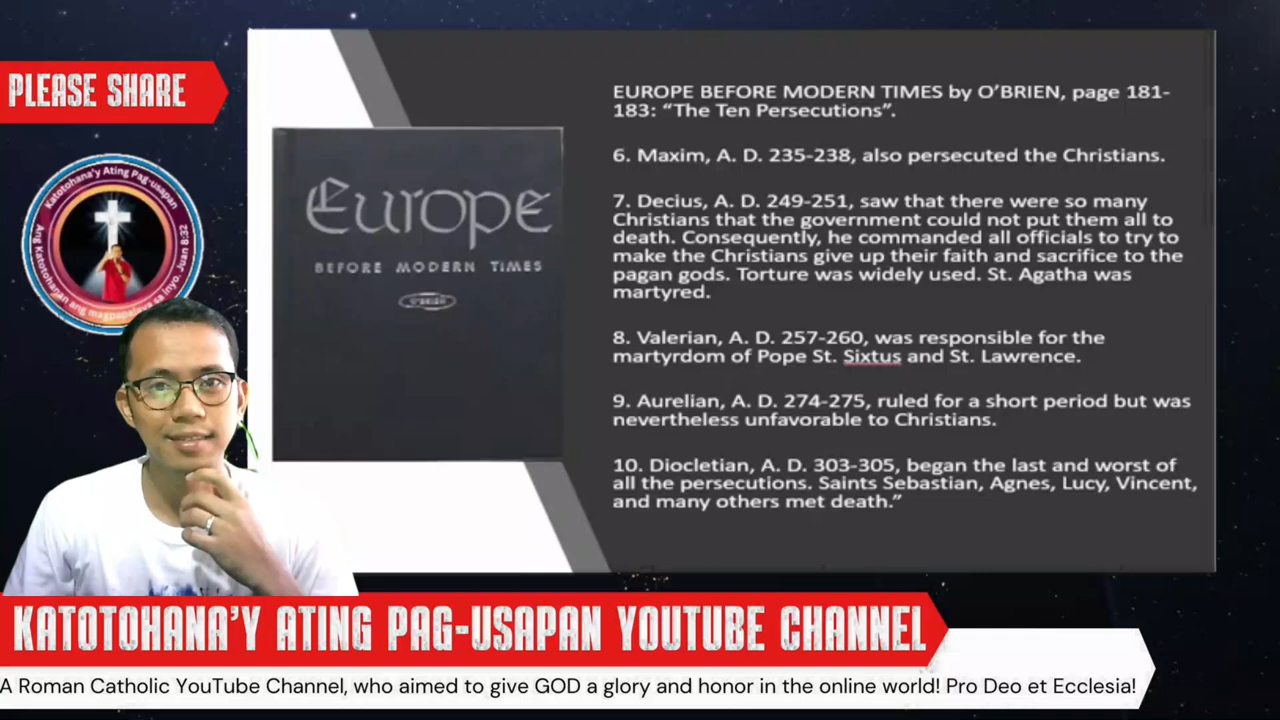 PLEASE SHARE
Katotohana'y Ating Pag-usapan
Ang Katotohanan ang magpapalaya sa inyo. Juan 8:32
Europe
BEFORE MODERN TIMES
O'BRIEN
EUROPE BEFORE MODERN TIMES by O'BRIEN, page 181-
183: “The Ten Persecutions”.
6. Maxim, A. D. 235-238, also persecuted the Christians.
7. Decius, A. D. 249-251, saw that there were so many
Christians that the government could not put them all to
death. Consequently, he commanded all officials to try to
make the Christians give up their faith and sacrifice to the
pagan gods. Torture was widely used. St. Agatha was
martyred.
8. Valerian, A. D. 257-260, was responsible for the
martyrdom of Pope St. Sixtus and St. Lawrence.
9. Aurelian, A. D. 274-275, ruled for a short period but was
nevertheless unfavorable to Christians.
10. Diocletian, A. D. 303-305, began the last and worst of
all the persecutions. Saints Sebastian, Agnes, Lucy, Vincent,
and many others met death.”
KATOTOHANA'Y ATING PAG-USAPAN YOUTUBE CHANNEL
A Roman Catholic YouTube Channel, who aimed to give GOD a glory and honor in the online world! Pro Deo et Ecclesia!